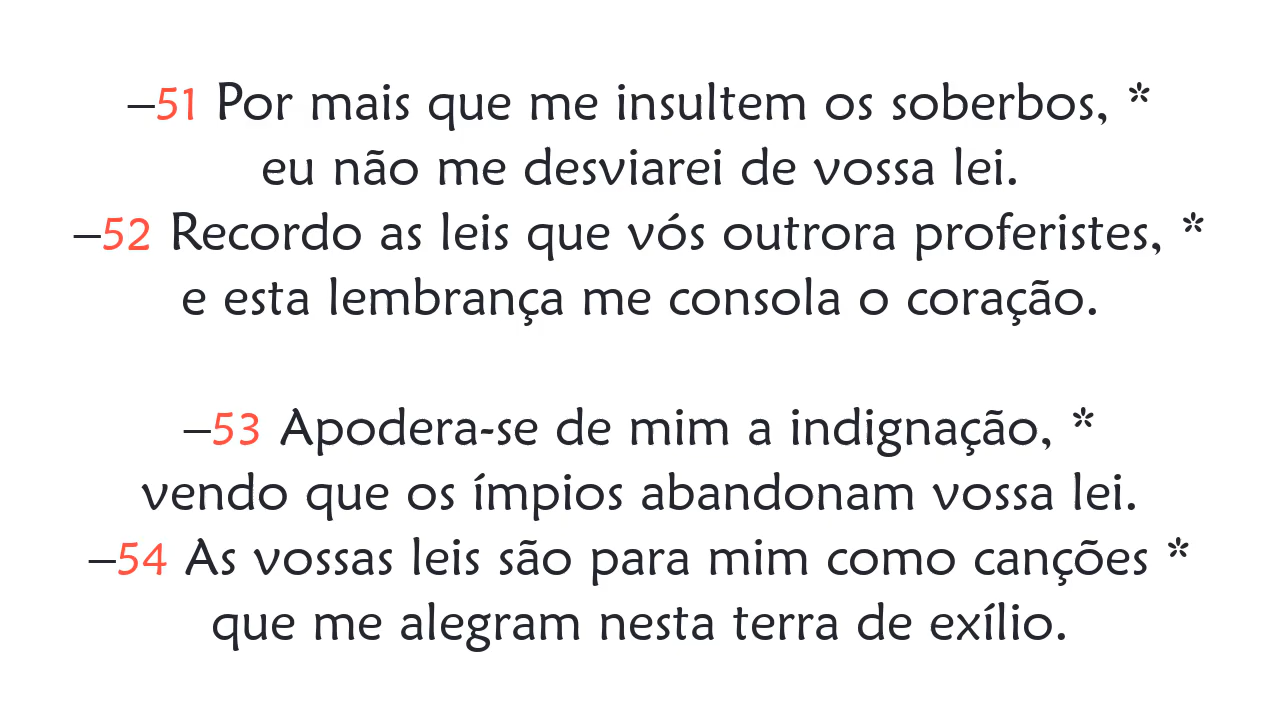 –51 Por mais que me insultem os soberbos, *
eu não me desviarei de vossa lei.
–52 Recordo as leis que vós outrora proferistes, *
e esta lembrança me consola o coração.
–53 Apodera-se de mim a indignação, *
vendo que os ímpios abandonam vossa lei.
–54 As vossas leis são para mim como canções *
que me alegram nesta terra de exílio.